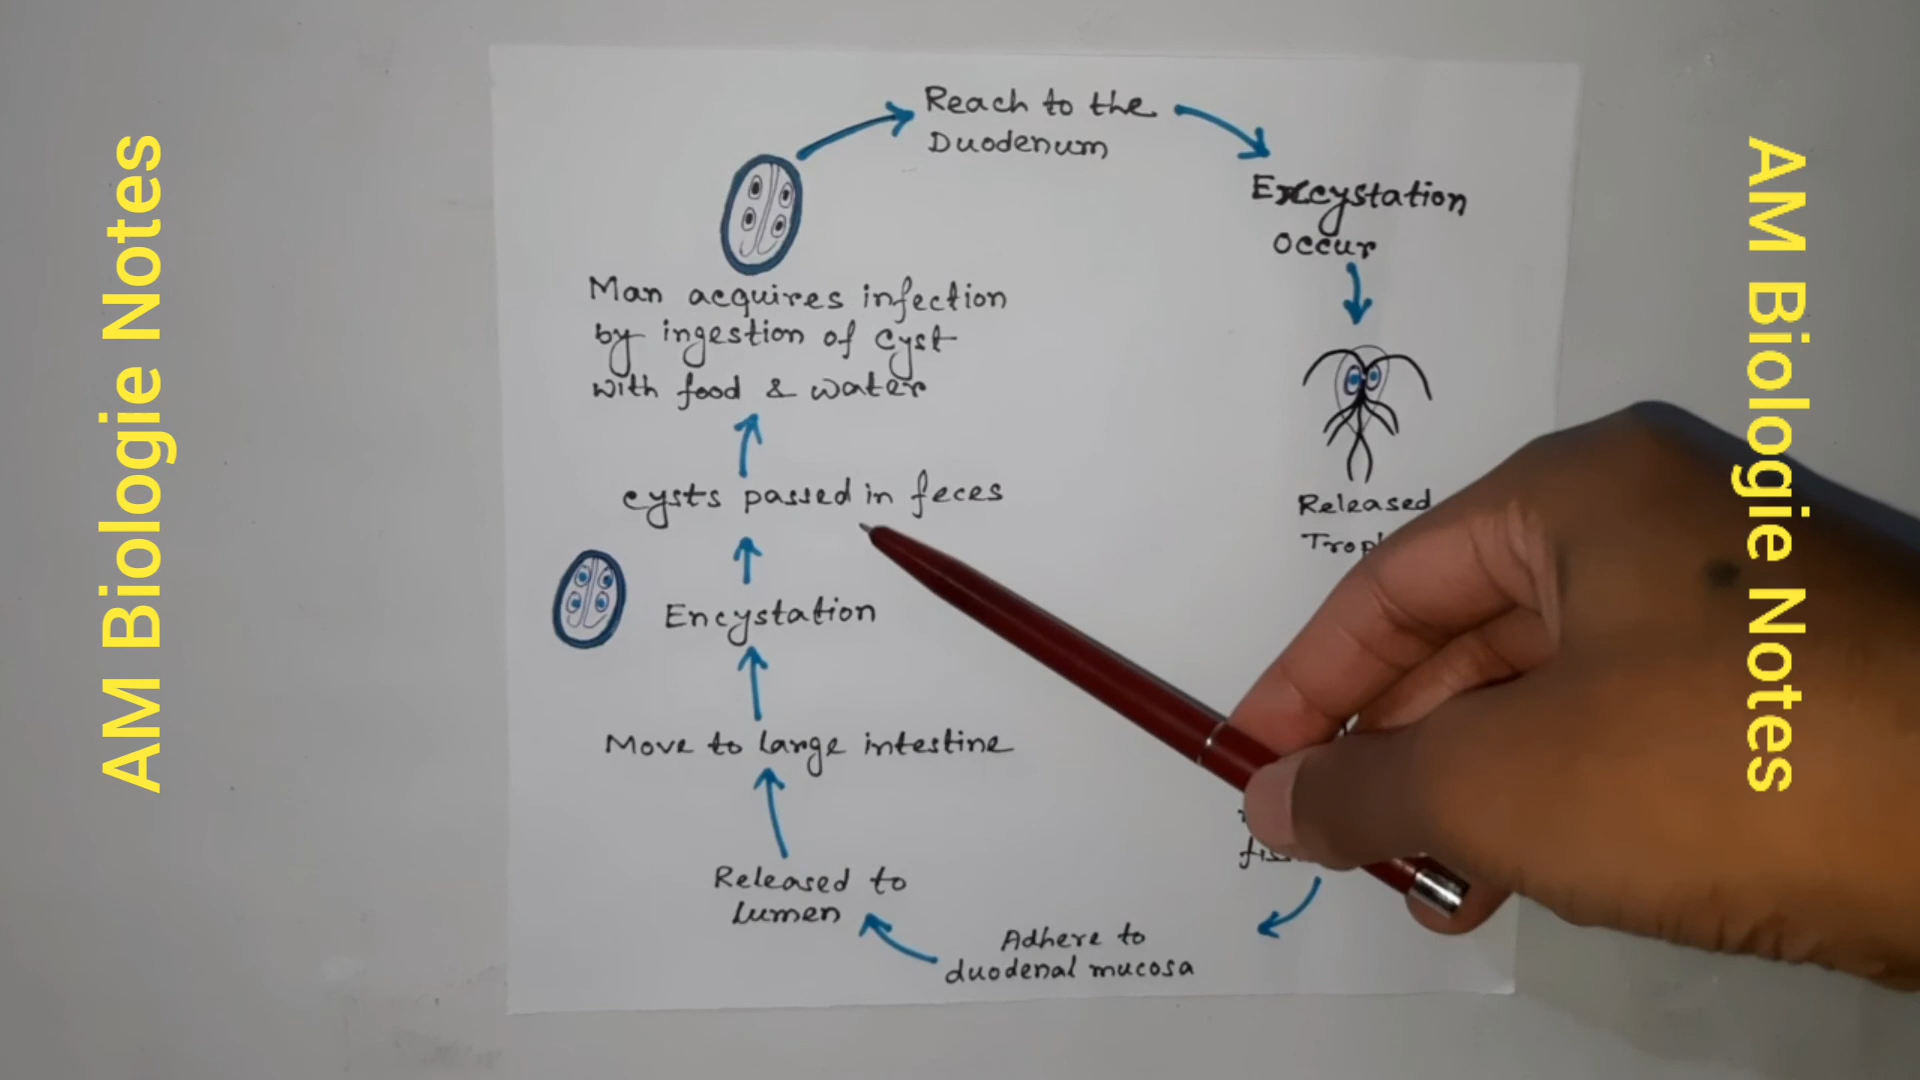 AM Biologie Notes
Reach to the
Duodenum
Excystation
occur
Released
Adhere to
duodenal mucosa
Released to
lumen
Move to large intestine
Encystation
cysts passed in feces
Man acquires infection
by ingestion of cyst
with food & water
AM Biologie Notes